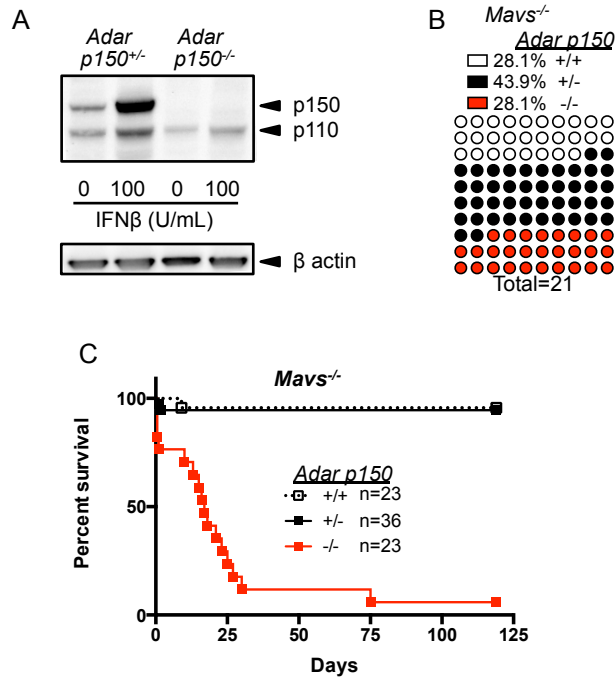 A
Adar Adar
p150+/- p150-/-
p150
p110
0 100 0 100
IFNβ (U/mL)
β actin
B
Mavs-/-
Adar p150
28.1% +/+
43.9% +/-
28.1% -/-
Total=21
C
Mavs-/-
100
50
0
Percent survival
Adar p150
+/+ n=23
+/- n=36
-/- n=23
0 25 50 75 100 125
Days